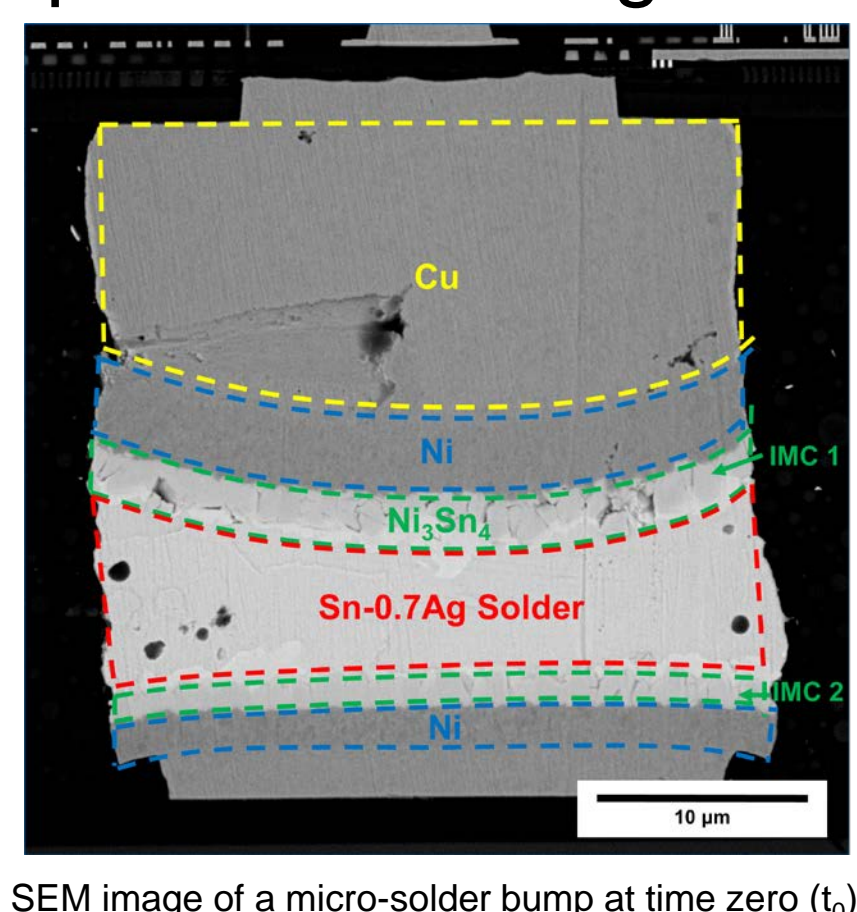 Cu
Ni
IMC 1
Ni₃Sn₄
Sn-0.7Ag Solder
IMC 2
Ni
10 µm
SEM image of a micro-solder bump at time zero (t₀)